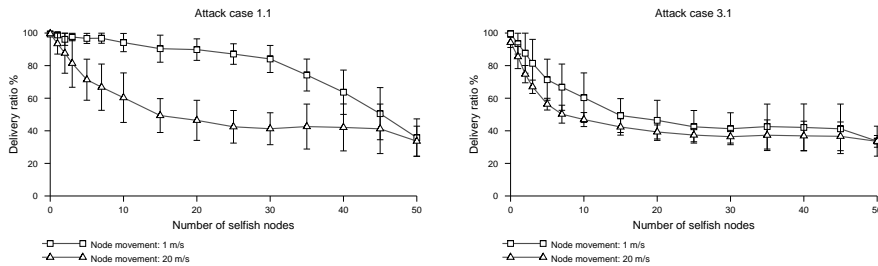 Attack case 1.1
100
80
60
40
20
0
Delivery ratio %
0 10 20 30 40 50
Number of selfish nodes
Node movement: 1 m/s
Node movement: 20 m/s
Attack case 3.1
100
80
60
40
20
0
Delivery ratio %
0 10 20 30 40 50
Number of selfish nodes
Node movement: 1 m/s
Node movement: 20 m/s